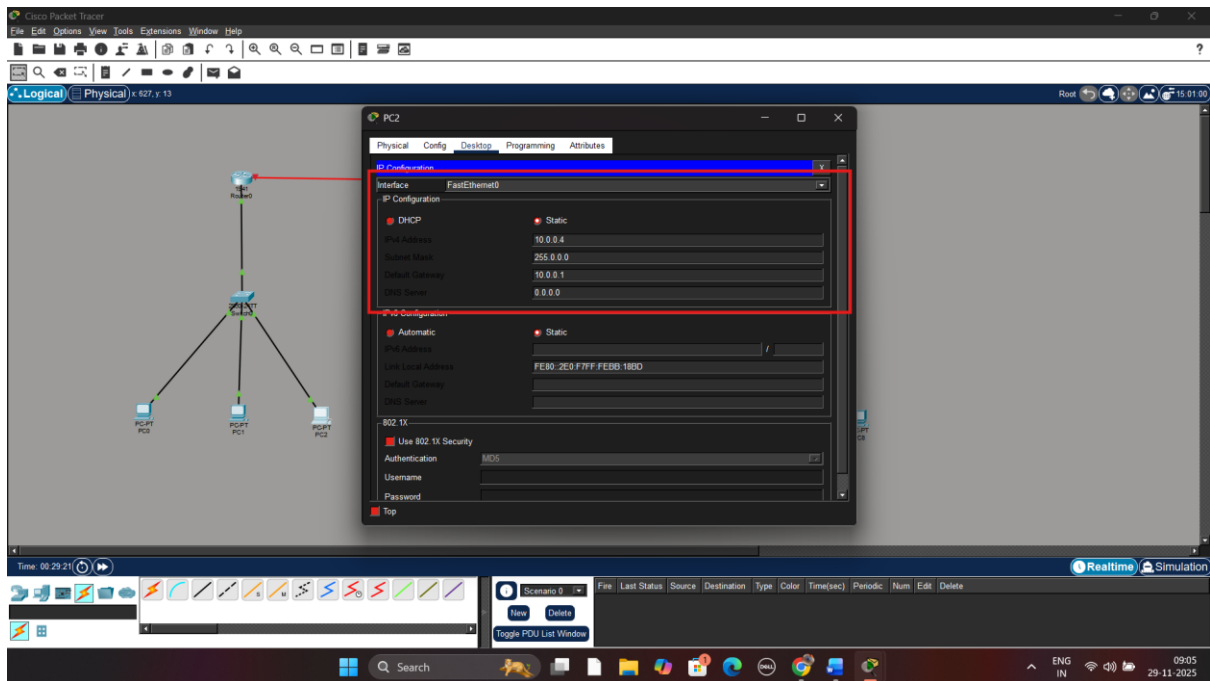 Cisco Packet Tracer
File Edit Options View Tools Extensions Window Help
?
Logical Physical x: 627, y: 13 Root 15:01:00
PC2
Physical Config Desktop Programming Attributes
IP Configuration X
Interface FastEthernet0
IP Configuration
DHCP Static
IPv4 Address 10.0.0.4
Subnet Mask 255.0.0.0
Default Gateway 10.0.0.1
DNS Server 0.0.0.0
IPv6 Configuration
Automatic Static
IPv6 Address /
Link Local Address FE80::2E0:F7FF:FEBB:18BD
Default Gateway
DNS Server
802.1X
Use 802.1X Security
Authentication MD5
Username
Password
Top
Router0
PC-PT
PC0
PC-PT
PC1
PC-PT
PC2
Time: 00:29:21 Realtime Simulation
Scenario 0 Fire Last Status Source Destination Type Color Time(sec) Periodic Num Edit Delete
New Delete
Toggle PDU List Window
Search DELL ENG IN 09:05 29-11-2025